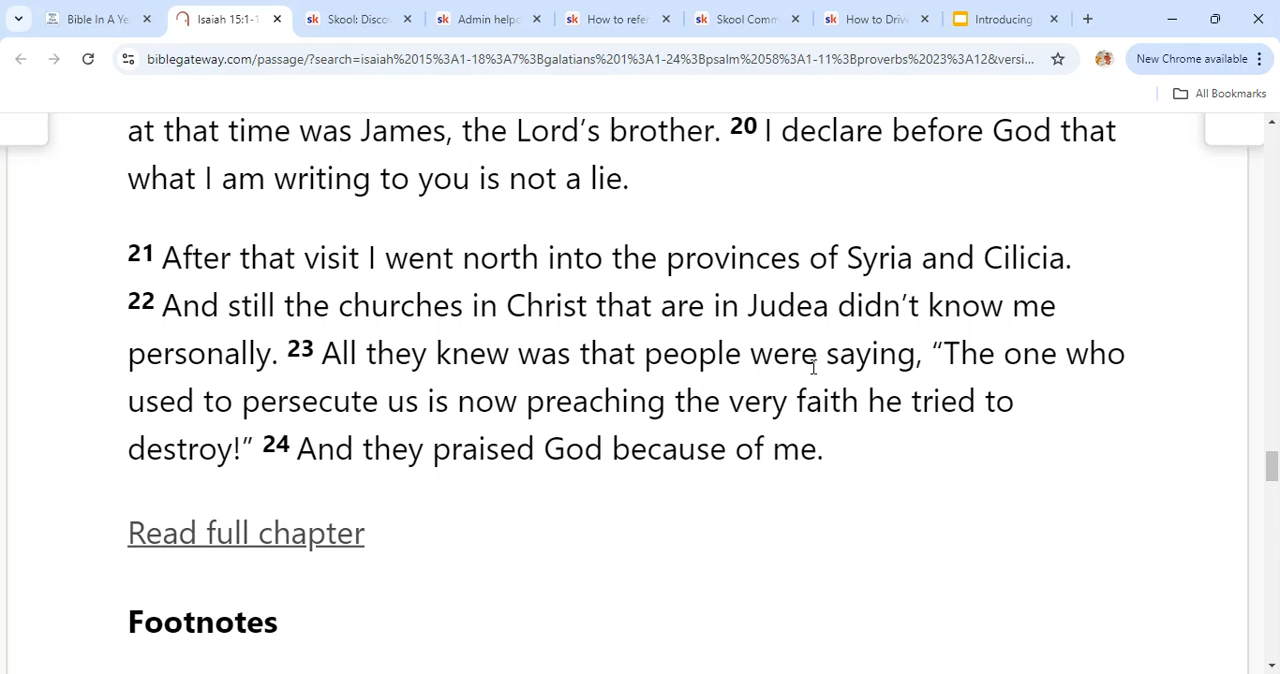 Bible In A Ye
Isaiah 15:1-1
Skool: Disco
Admin help
How to refer
Skool Comm
How to Driv
Introducing
biblegateway.com/passage/?search=isaiah%2015%3A1-18%3A7%3Bgalatians%201%3A1-24%3Bpsalm%2058%3A1-11%3Bproverbs%2023%3A12&versi...
New Chrome available
All Bookmarks
at that time was James, the Lord’s brother. 20 I declare before God that
what I am writing to you is not a lie.
21 After that visit I went north into the provinces of Syria and Cilicia.
22 And still the churches in Christ that are in Judea didn’t know me
personally. 23 All they knew was that people were saying, “The one who
used to persecute us is now preaching the very faith he tried to
destroy!” 24 And they praised God because of me.
Read full chapter
Footnotes